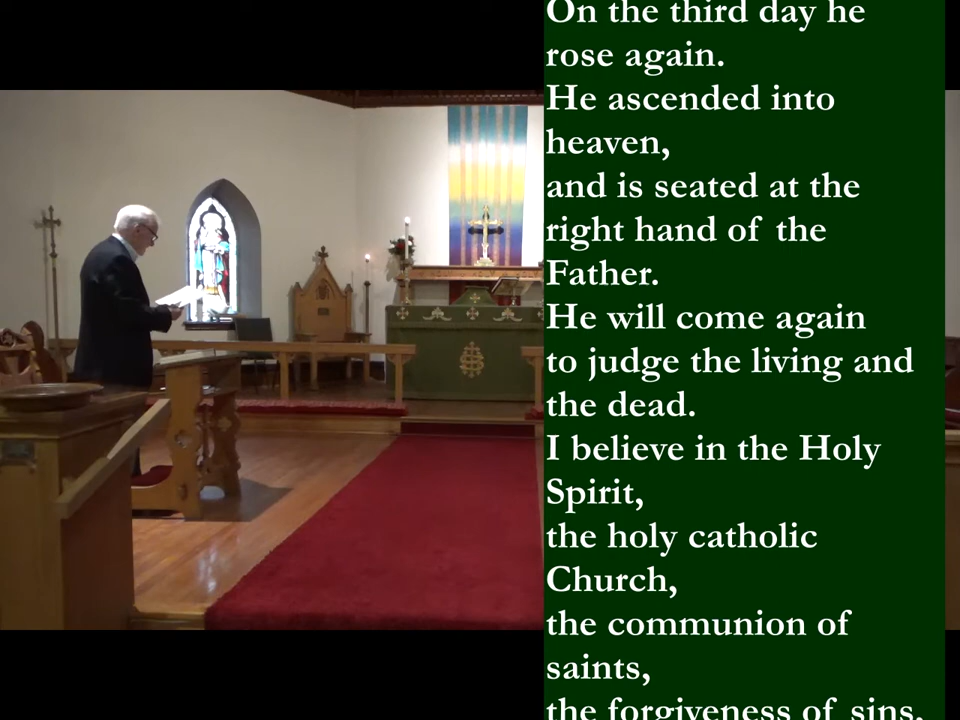 On the third day he
rose again.
He ascended into
heaven,
and is seated at the
right hand of the
Father.
He will come again
to judge the living and
the dead.
I believe in the Holy
Spirit,
the holy catholic
Church,
the communion of
saints,
the forgiveness of sins,